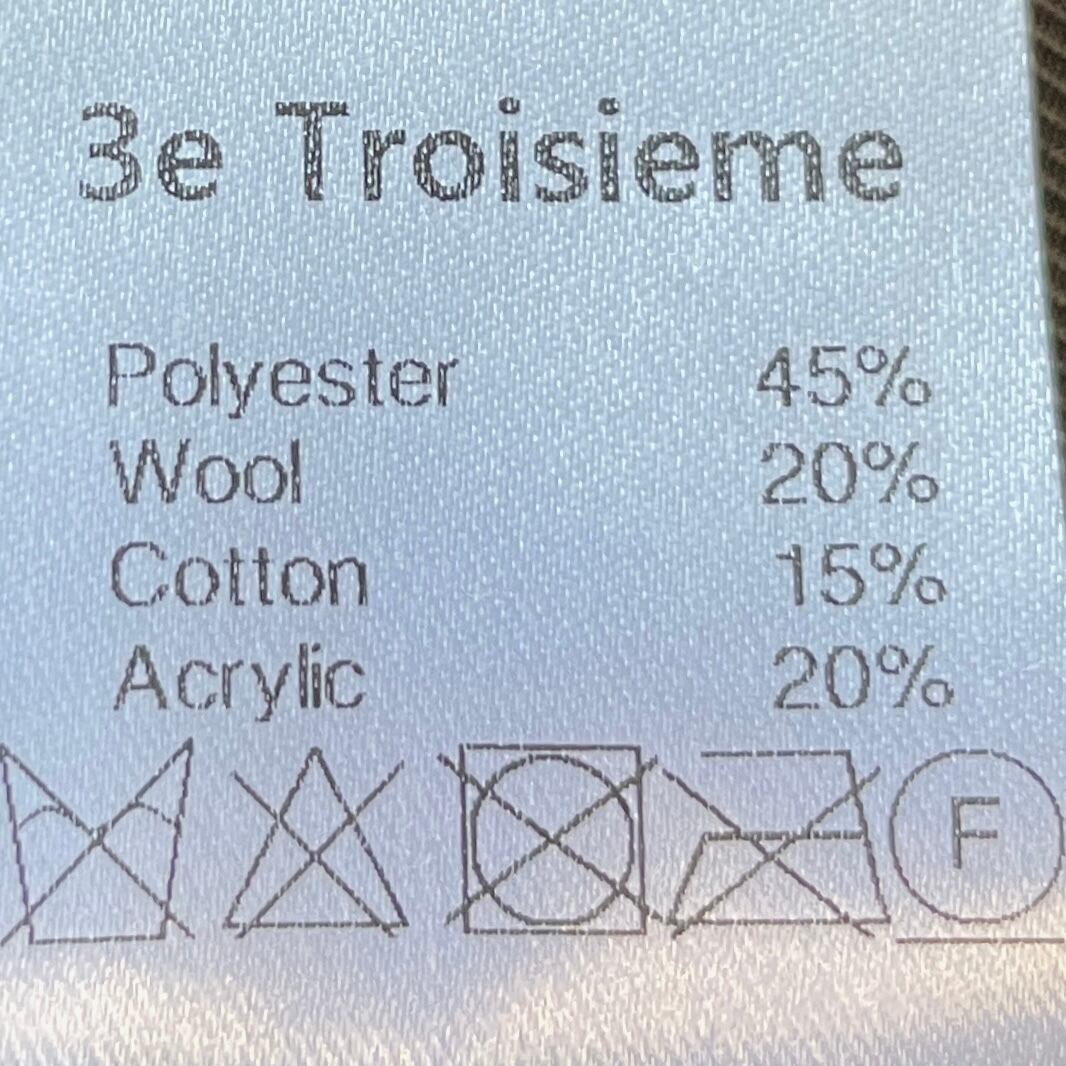 3e Troisieme
Polyester 45%
Wool 20%
Cotton 15%
Acrylic 20%
F